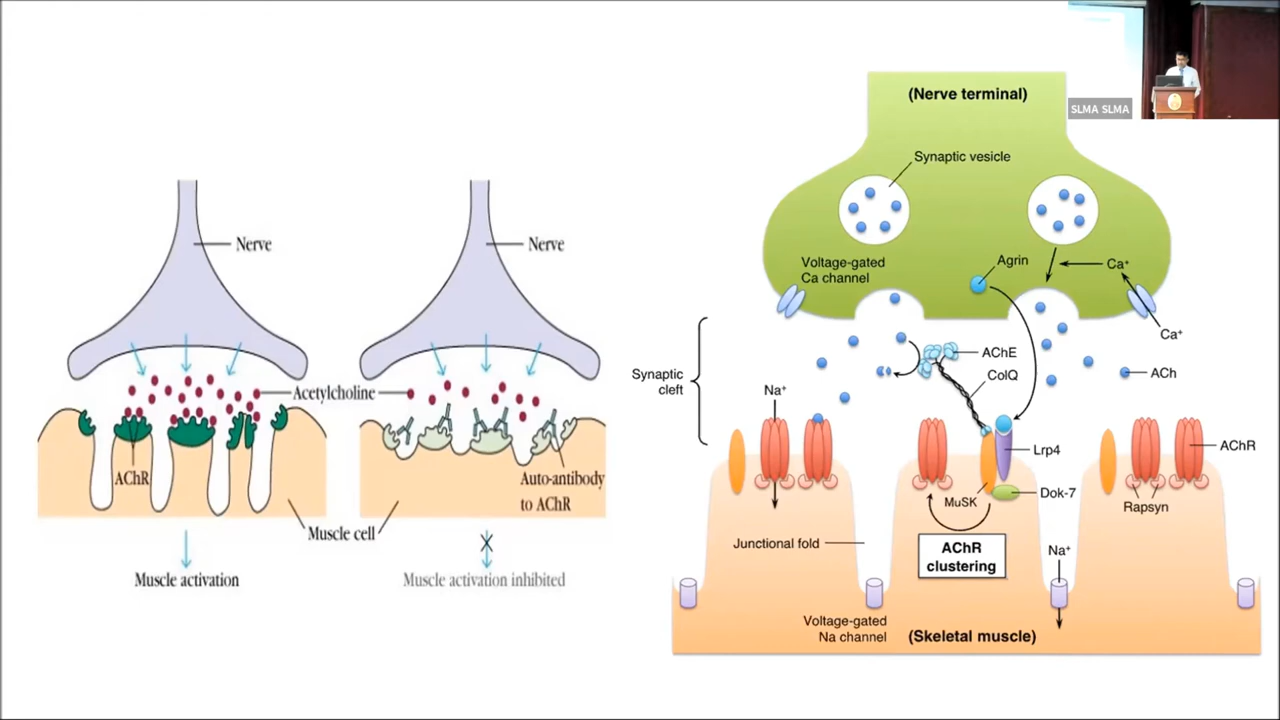 Nerve
Nerve
Acetylcholine
AChR
Auto-antibody
to AChR
Muscle cell
Muscle activation
Muscle activation inhibited
SLMA SLMA
(Nerve terminal)
Synaptic vesicle
Voltage-gated
Ca channel
Agrin
Ca⁺
Ca⁺
Synaptic
cleft
AChE
ColQ
ACh
Na⁺
AChR
Lrp4
MuSK
Dok-7
Rapsyn
Junctional fold
AChR
clustering
Na⁺
Voltage-gated
Na channel
(Skeletal muscle)